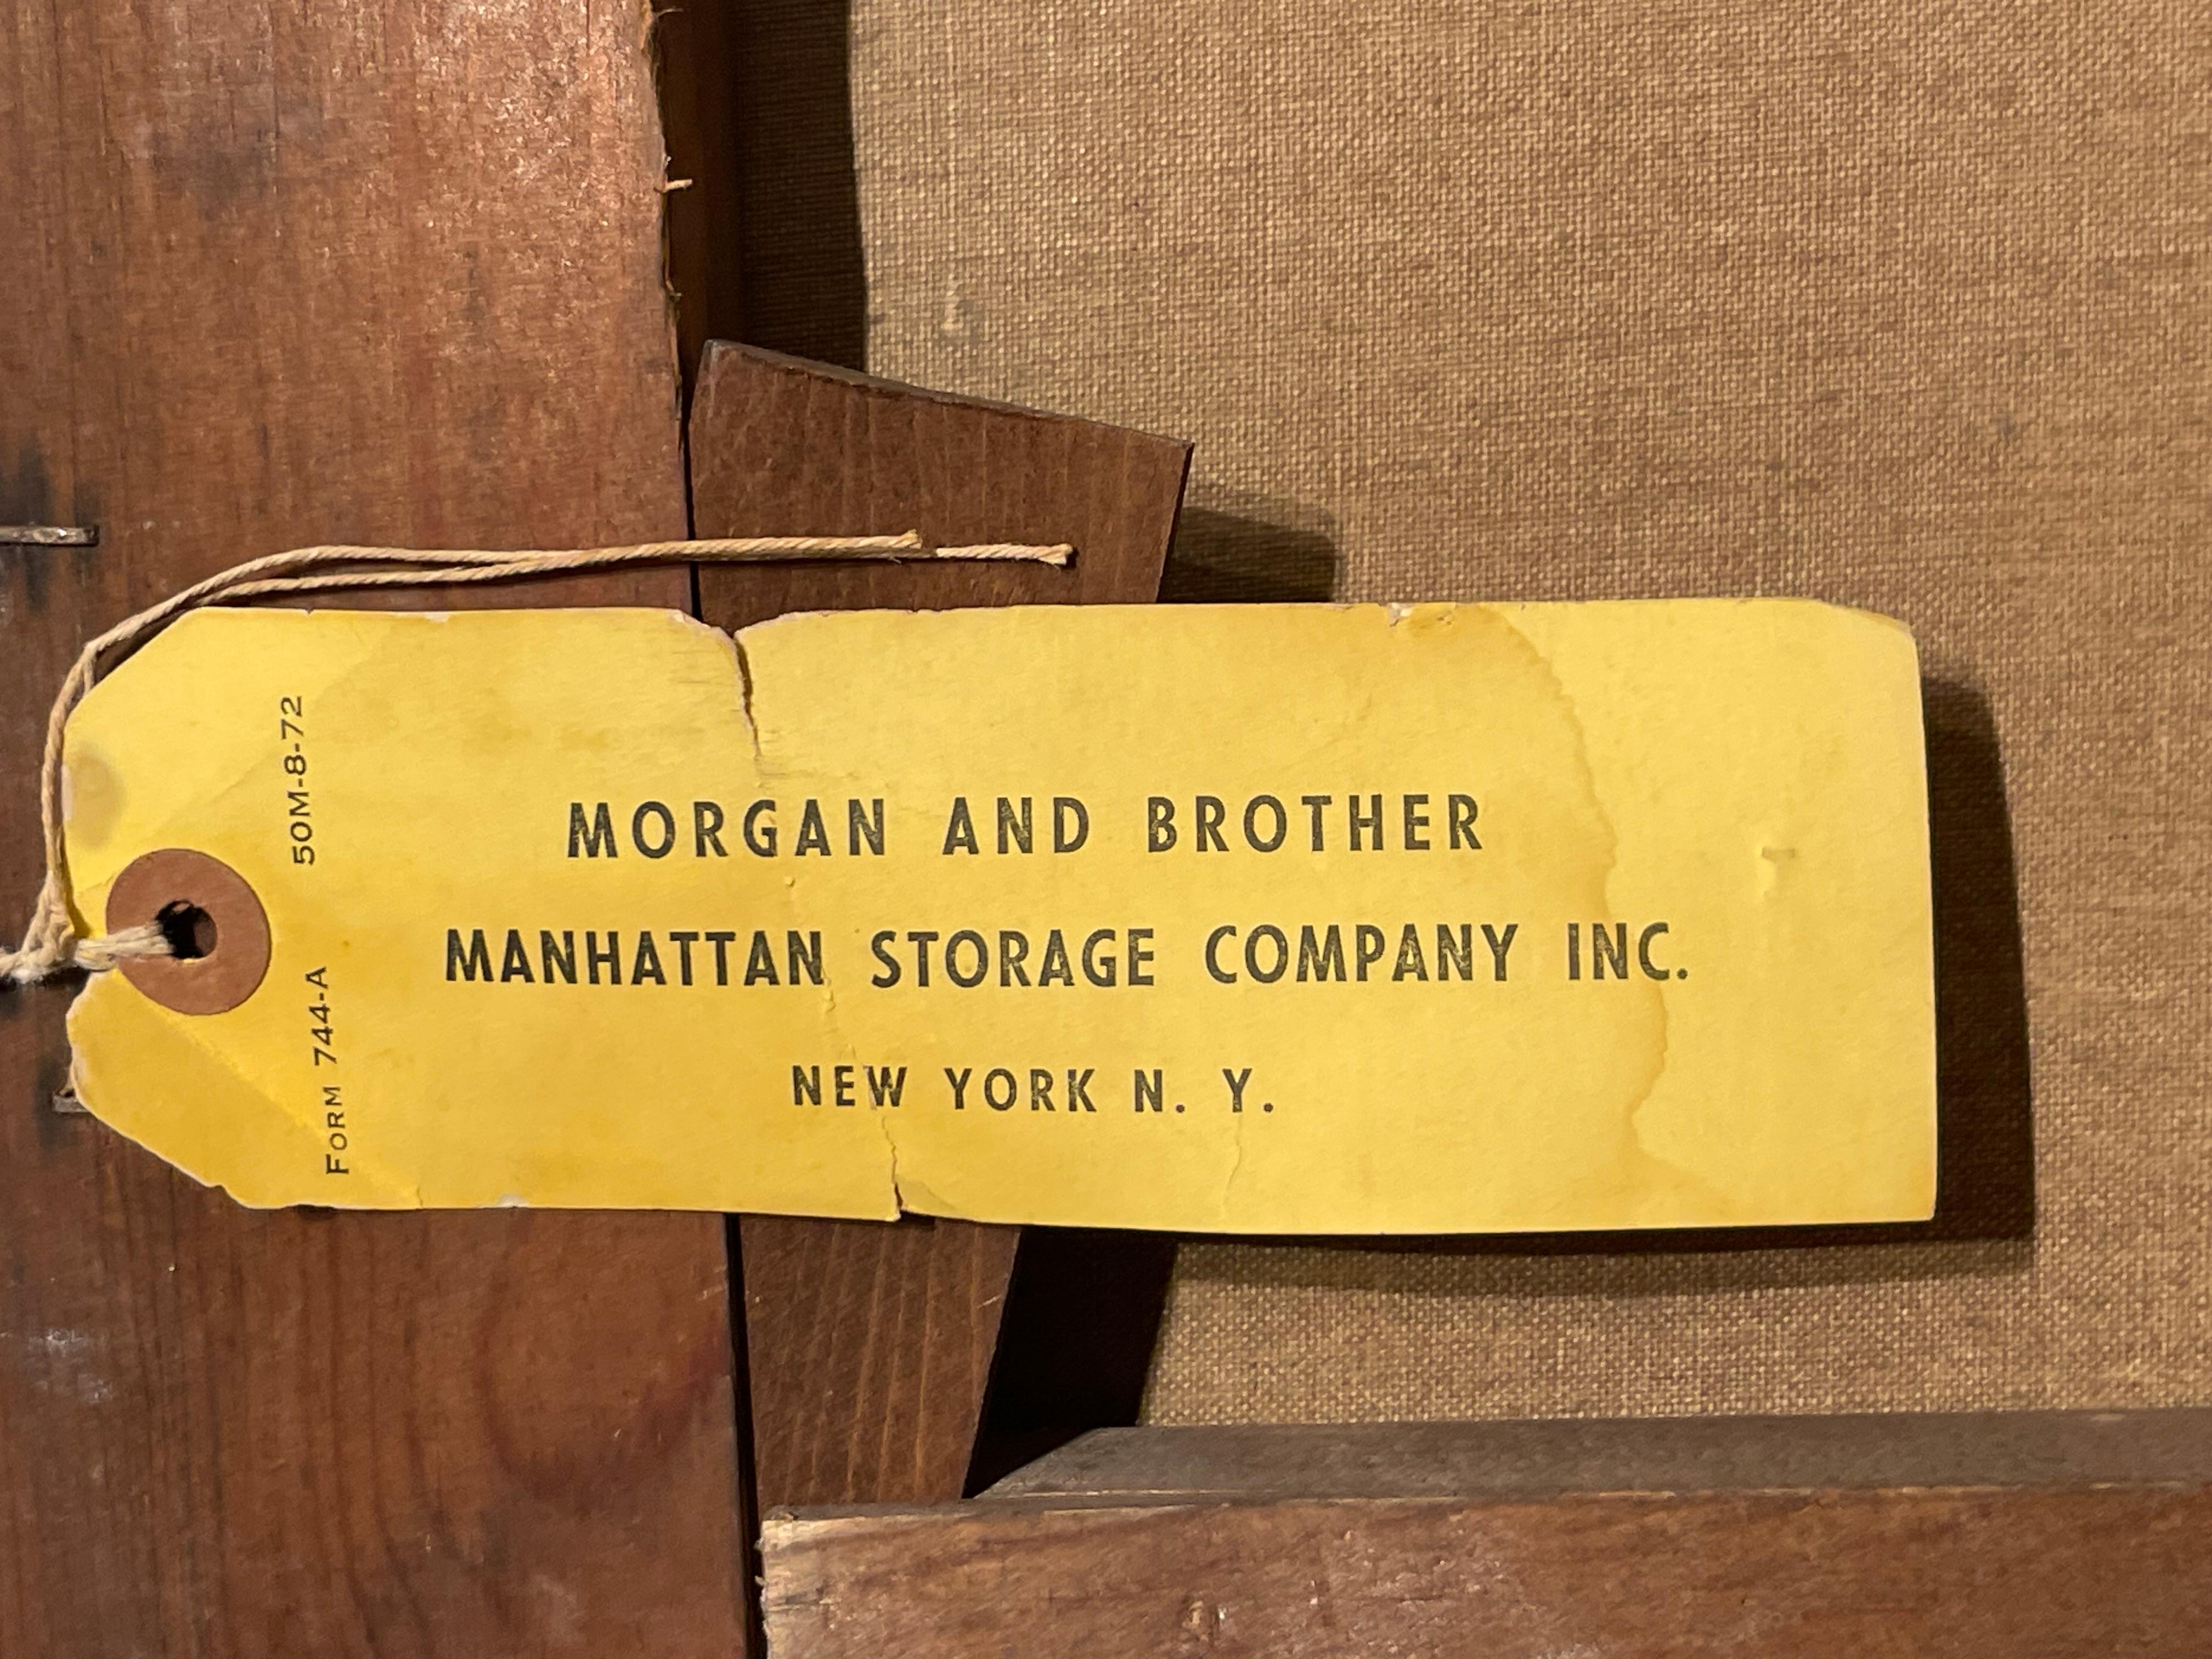 MORGAN AND BROTHER
MANHATTAN STORAGE COMPANY INC.
NEW YORK N. Y.
FORM 744-A 50M-8-72